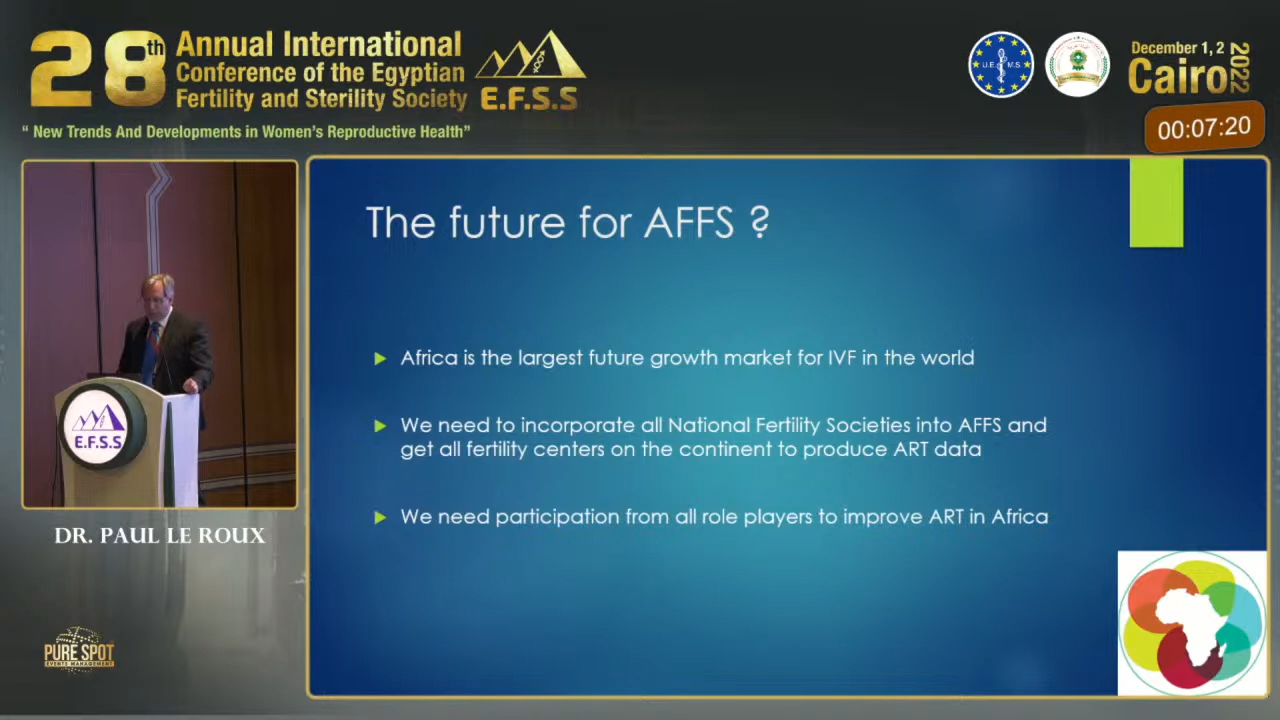 28th
Annual International
Conference of the Egyptian
Fertility and Sterility Society
E.F.S.S
“ New Trends And Developments in Women's Reproductive Health”
U.E.M.S.
December 1, 2
2022
Cairo
00:07:20
The future for AFFS ?
Africa is the largest future growth market for IVF in the world
We need to incorporate all National Fertility Societies into AFFS and
get all fertility centers on the continent to produce ART data
We need participation from all role players to improve ART in Africa
E.F.S.S
DR. PAUL LE ROUX
PURE SPOT
EVENTS MANAGEMENT